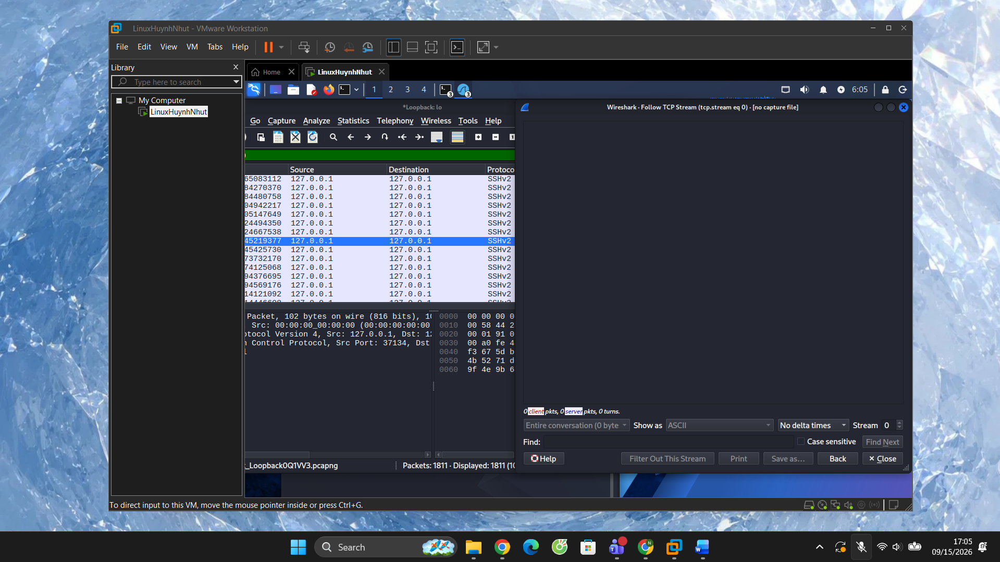 LinuxHuynhNhut - VMware Workstation
File Edit View VM Tabs Help
Library
Type here to search
My Computer
LinuxHuynhNhut
Home
LinuxHuynhNhut
1 2 3 4
3
3
6:05
*Loopback: lo
Go Capture Analyze Statistics Telephony Wireless Tools Help
Source Destination Protoco
65083112 127.0.0.1 127.0.0.1 SSHv2
84270370 127.0.0.1 127.0.0.1 SSHv2
84480758 127.0.0.1 127.0.0.1 SSHv2
04942217 127.0.0.1 127.0.0.1 SSHv2
05147649 127.0.0.1 127.0.0.1 SSHv2
24494350 127.0.0.1 127.0.0.1 SSHv2
24667538 127.0.0.1 127.0.0.1 SSHv2
45219377 127.0.0.1 127.0.0.1 SSHv2
45425730 127.0.0.1 127.0.0.1 SSHv2
73732170 127.0.0.1 127.0.0.1 SSHv2
74125068 127.0.0.1 127.0.0.1 SSHv2
94376695 127.0.0.1 127.0.0.1 SSHv2
94569176 127.0.0.1 127.0.0.1 SSHv2
14121092 127.0.0.1 127.0.0.1 SSHv2
Packet, 102 bytes on wire (816 bits), 10
Src: 00:00:00_00:00:00 (00:00:00:00:00
otocol Version 4, Src: 127.0.0.1, Dst: 12
n Control Protocol, Src Port: 37134, Dst
0000 00 00 00 0
0010 00 58 44 2
0020 00 01 91 0
0030 00 a0 fe 4
0040 f3 67 5d b
0050 4b 52 71 d
0060 9f 4e 9b 6
_Loopback0Q1VV3.pcapng
Packets: 1811 · Displayed: 1811 (10
Wireshark · Follow TCP Stream (tcp.stream eq 0) · [no capture file]
0 client pkts, 0 server pkts, 0 turns.
Entire conversation (0 byte Show as ASCII No delta times Stream 0
Find: Case sensitive Find Next
Help Filter Out This Stream Print Save as… Back Close
To direct input to this VM, move the mouse pointer inside or press Ctrl+G.
Search
17:05
09/15/2026